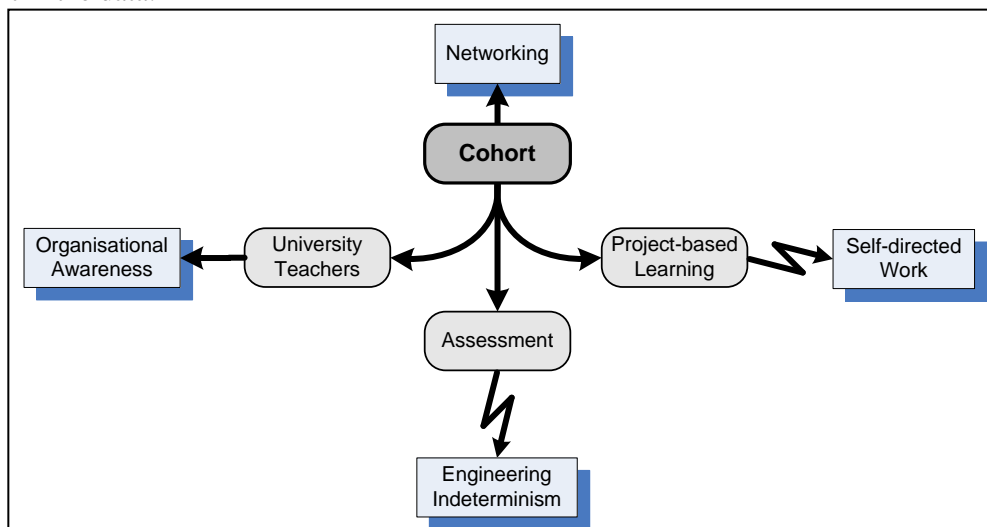 Networking
Cohort
Organisational
Awareness
University
Teachers
Project-based
Learning
Self-directed
Work
Assessment
Engineering
Indeterminism